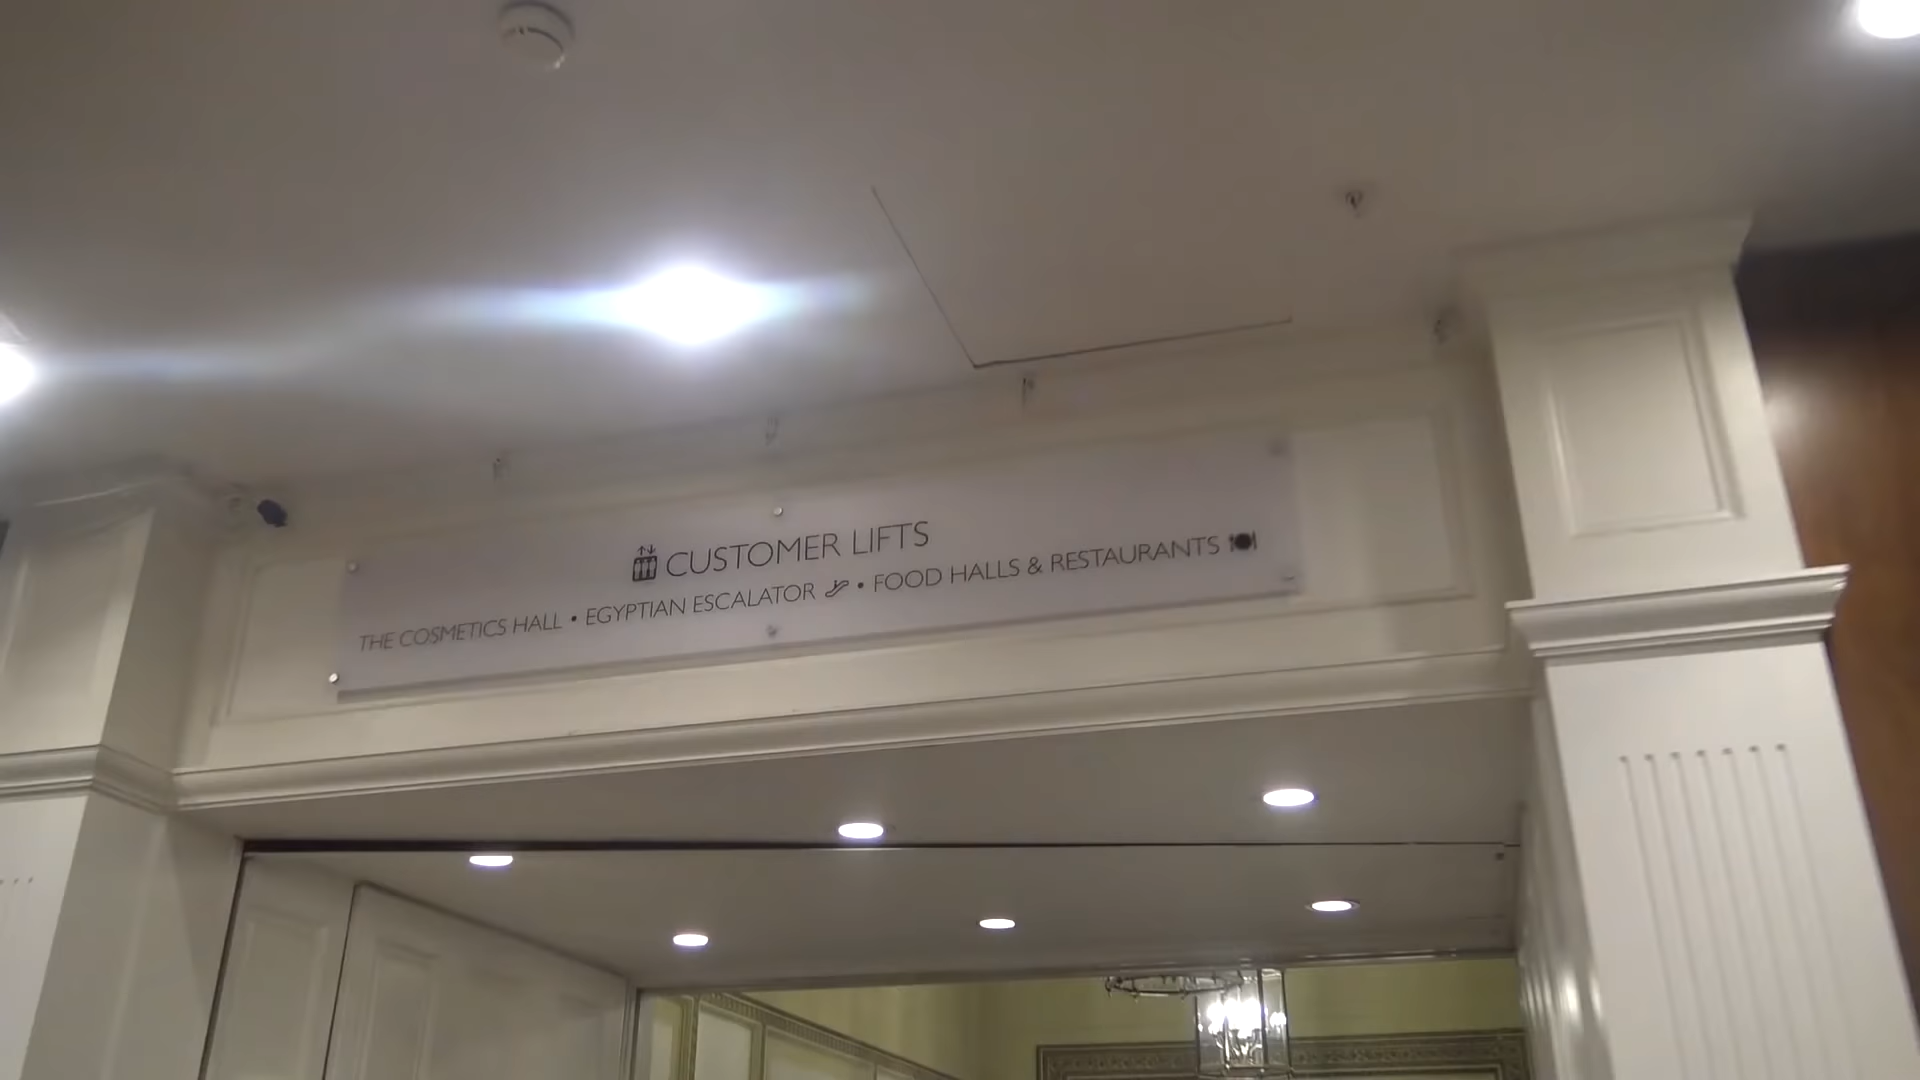 CUSTOMER LIFTS
THE COSMETICS HALL • EGYPTIAN ESCALATOR • FOOD HALLS & RESTAURANTS